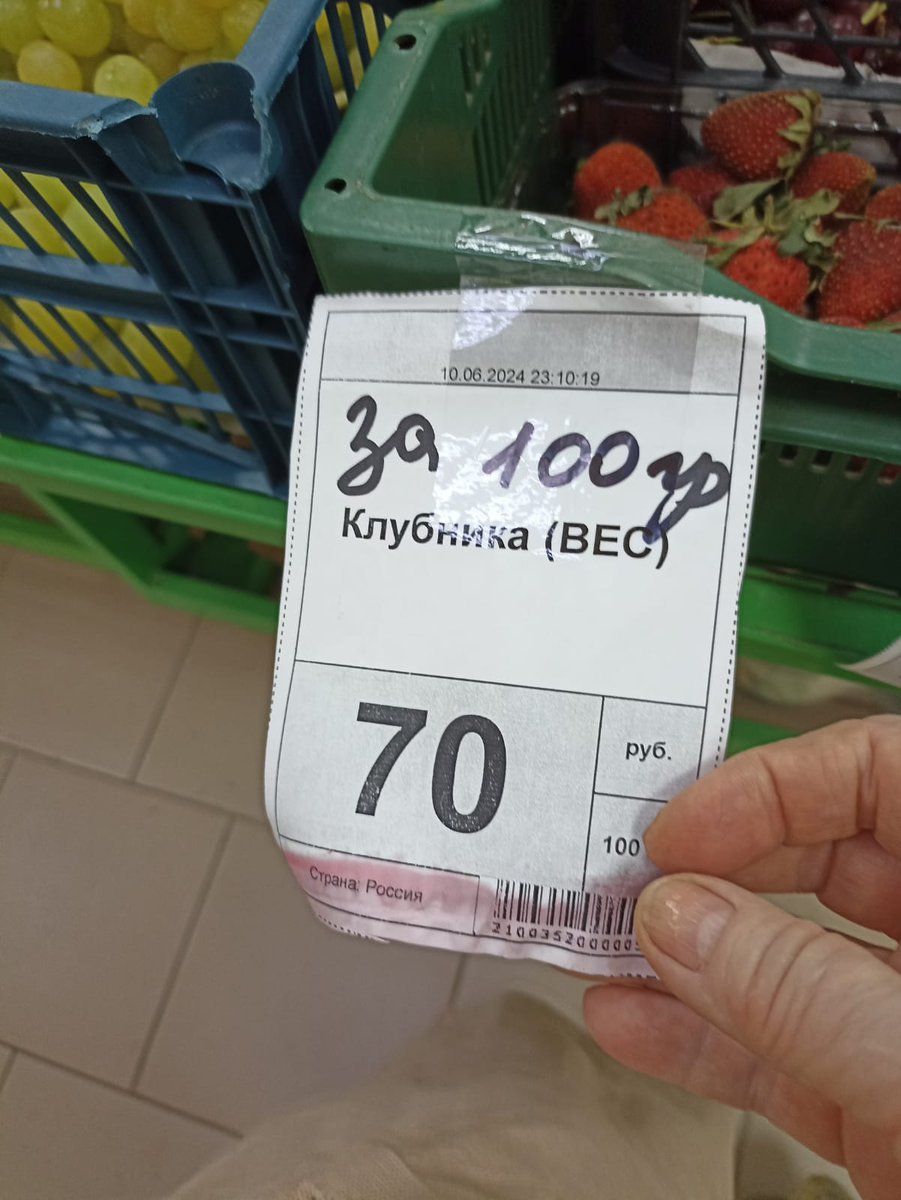 10.06.2024 23:10:19
за 100 гр
Клубника (ВЕС)
70
руб.
100
Страна: Россия